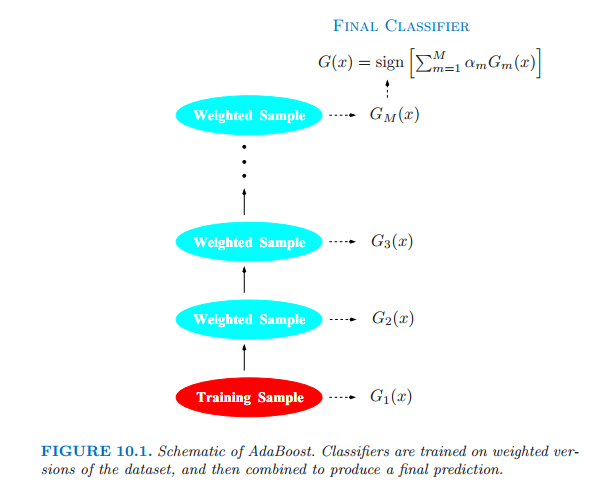 FINAL CLASSIFIER
G(x) = sign [∑_{m=1}^{M} α_m G_m(x)]
Weighted Sample G_M(x)
Weighted Sample G_3(x)
Weighted Sample G_2(x)
Training Sample G_1(x)
FIGURE 10.1. Schematic of AdaBoost. Classifiers are trained on weighted ver-
sions of the dataset, and then combined to produce a final prediction.